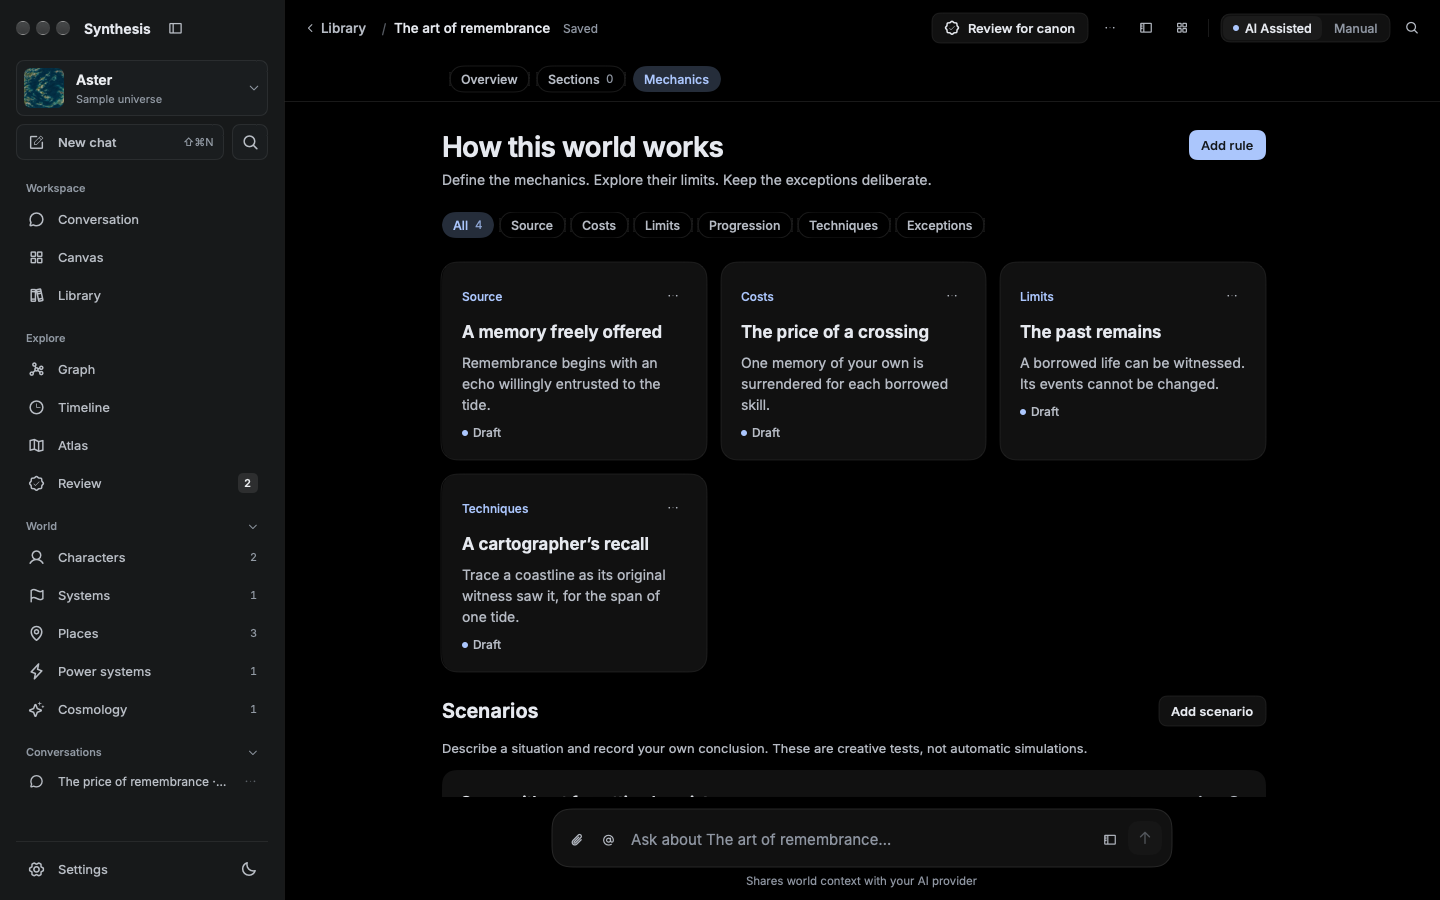 Synthesis
Aster
Sample universe
New chat ⇧⌘N
Workspace
Conversation
Canvas
Library
Explore
Graph
Timeline
Atlas
Review 2
World
Characters 2
Systems 1
Places 3
Power systems 1
Cosmology 1
Conversations
The price of remembrance ·...
Settings
Library / The art of remembrance Saved
Review for canon
AI Assisted Manual
Overview Sections 0 Mechanics
How this world works
Add rule
Define the mechanics. Explore their limits. Keep the exceptions deliberate.
All 4 Source Costs Limits Progression Techniques Exceptions
Source
A memory freely offered
Remembrance begins with an
echo willingly entrusted to the
tide.
Draft
Costs
The price of a crossing
One memory of your own is
surrendered for each borrowed
skill.
Draft
Limits
The past remains
A borrowed life can be witnessed.
Its events cannot be changed.
Draft
Techniques
A cartographer’s recall
Trace a coastline as its original
witness saw it, for the span of
one tide.
Draft
Scenarios
Add scenario
Describe a situation and record your own conclusion. These are creative tests, not automatic simulations.
@ Ask about The art of remembrance...
Shares world context with your AI provider